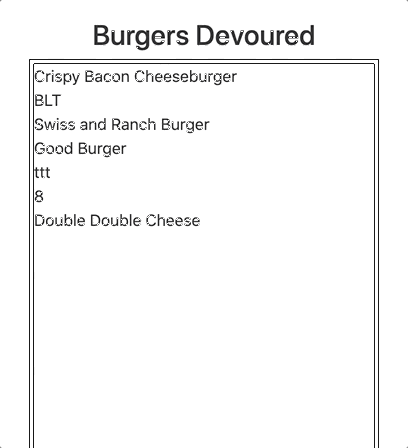 Burgers Devoured
Crispy Bacon Cheeseburger
BLT
Swiss and Ranch Burger
Good Burger
ttt
8
Double Double Cheese